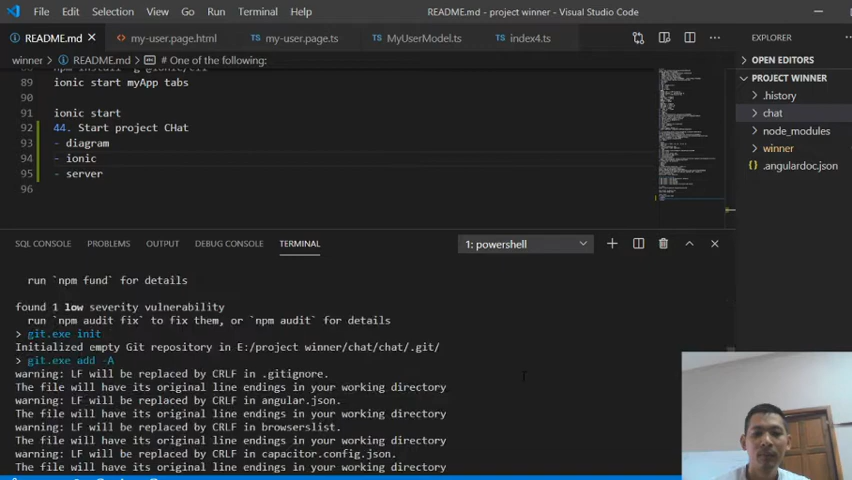 File Edit Selection View Go Run Terminal Help README.md - project winner - Visual Studio Code
README.md my-user.page.html TS my-user.page.ts TS MyUserModel.ts TS index4.ts ... EXPLORER
winner > README.md > # One of the following:
OPEN EDITORS
PROJECT WINNER
.history
chat
node_modules
winner
.angulardoc.json
89 ionic start myApp tabs
90
91 ionic start
92 44. Start project CHat
93 - diagram
94 - ionic
95 - server
96
SQL CONSOLE PROBLEMS OUTPUT DEBUG CONSOLE TERMINAL 1: powershell
run `npm fund` for details
found 1 low severity vulnerability
run `npm audit fix` to fix them, or `npm audit` for details
> git.exe init
Initialized empty Git repository in E:/project winner/chat/chat/.git/
> git.exe add -A
warning: LF will be replaced by CRLF in .gitignore.
The file will have its original line endings in your working directory
warning: LF will be replaced by CRLF in angular.json.
The file will have its original line endings in your working directory
warning: LF will be replaced by CRLF in browserslist.
The file will have its original line endings in your working directory
warning: LF will be replaced by CRLF in capacitor.config.json.
The file will have its original line endings in your working directory